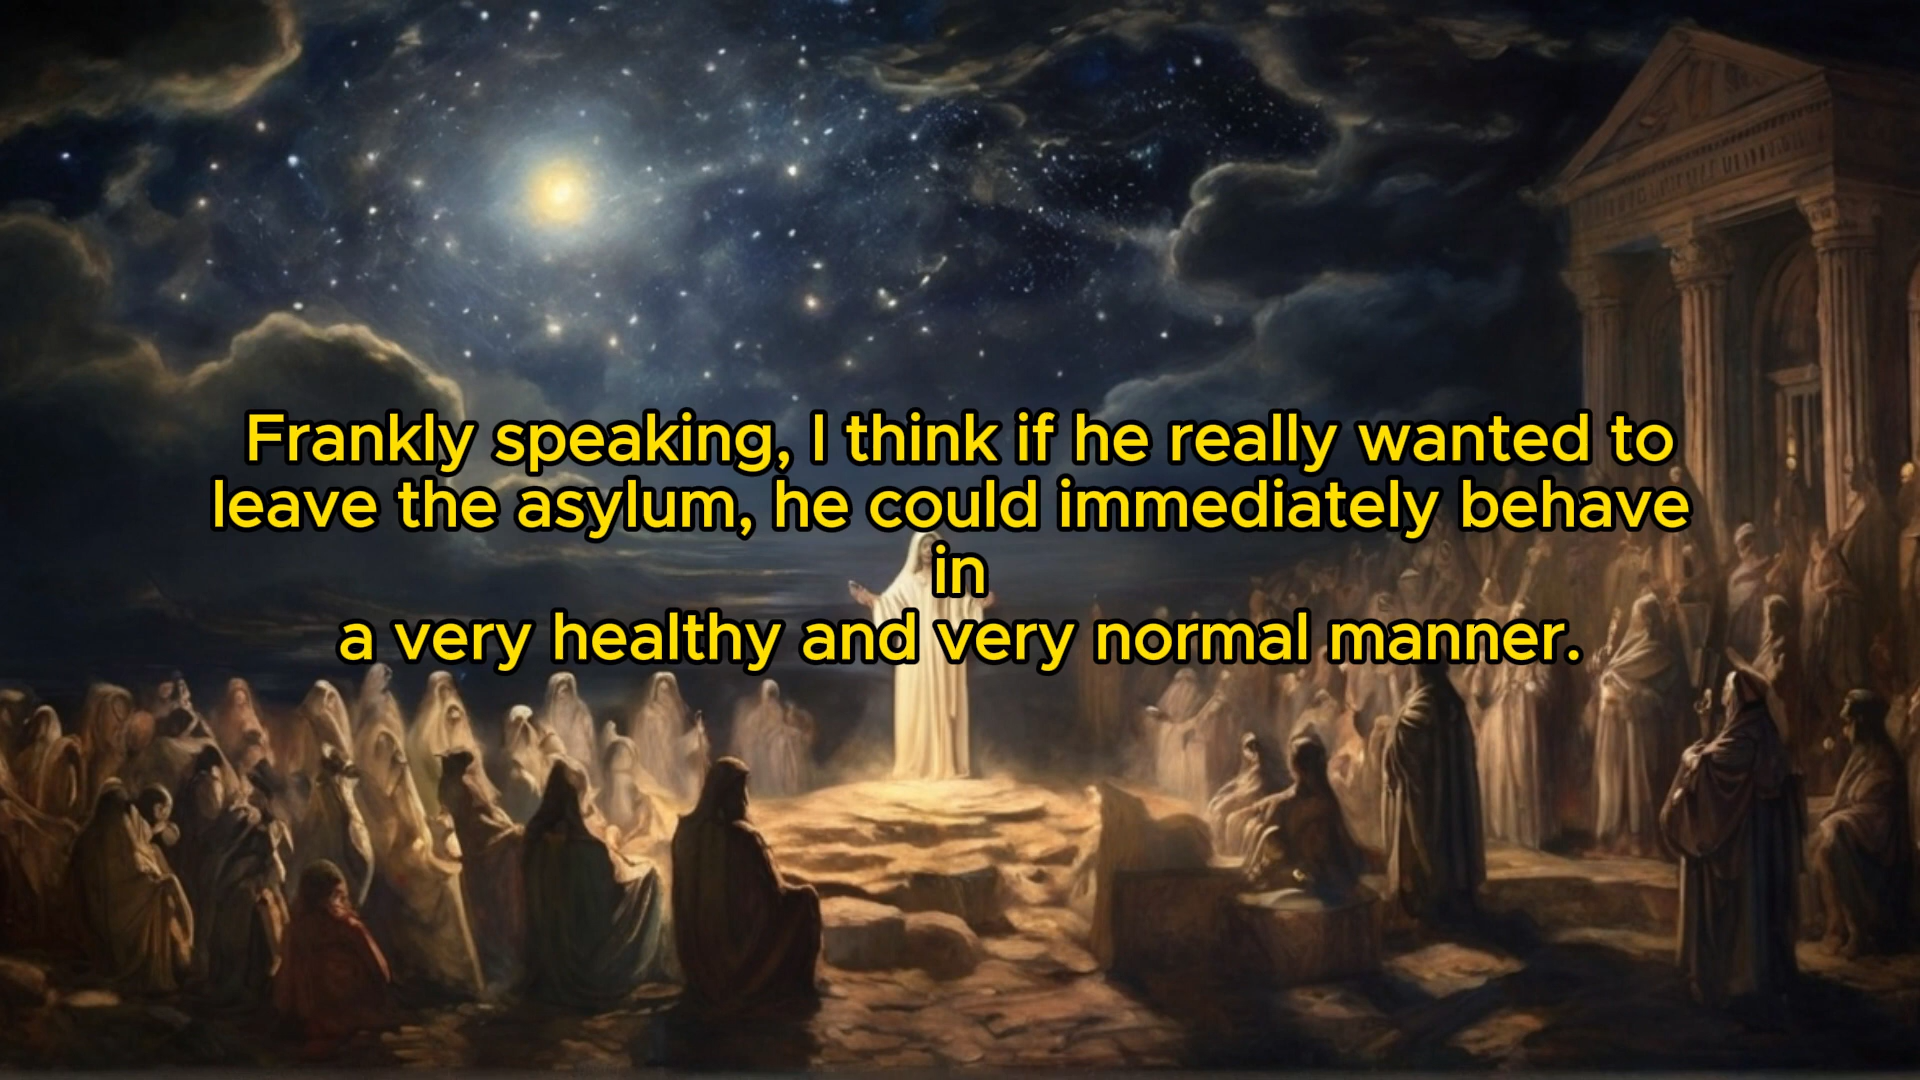 Frankly speaking, I think if he really wanted to
leave the asylum, he could immediately behave
in
a very healthy and very normal manner.